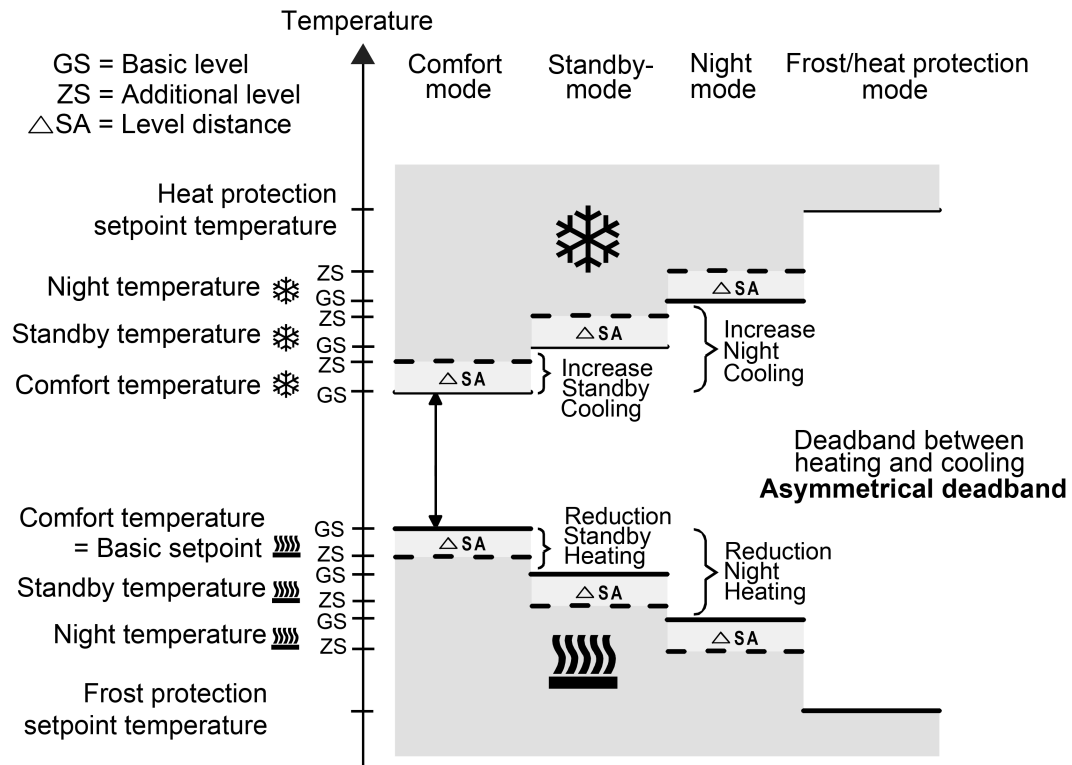 Temperature
GS = Basic level
ZS = Additional level
△SA = Level distance
Comfort
mode
Standby-
mode
Night
mode
Frost/heat protection
mode
Heat protection
setpoint temperature
Night temperature
ZS
GS
Standby temperature
ZS
GS
Comfort temperature
ZS
GS
△SA
△SA
△SA
Increase
Standby
Cooling
Increase
Night
Cooling
Deadband between
heating and cooling
Asymmetrical deadband
Comfort temperature
= Basic setpoint
GS
ZS
Standby temperature
GS
ZS
Night temperature
GS
ZS
△SA
△SA
△SA
Reduction
Standby
Heating
Reduction
Night
Heating
Frost protection
setpoint temperature